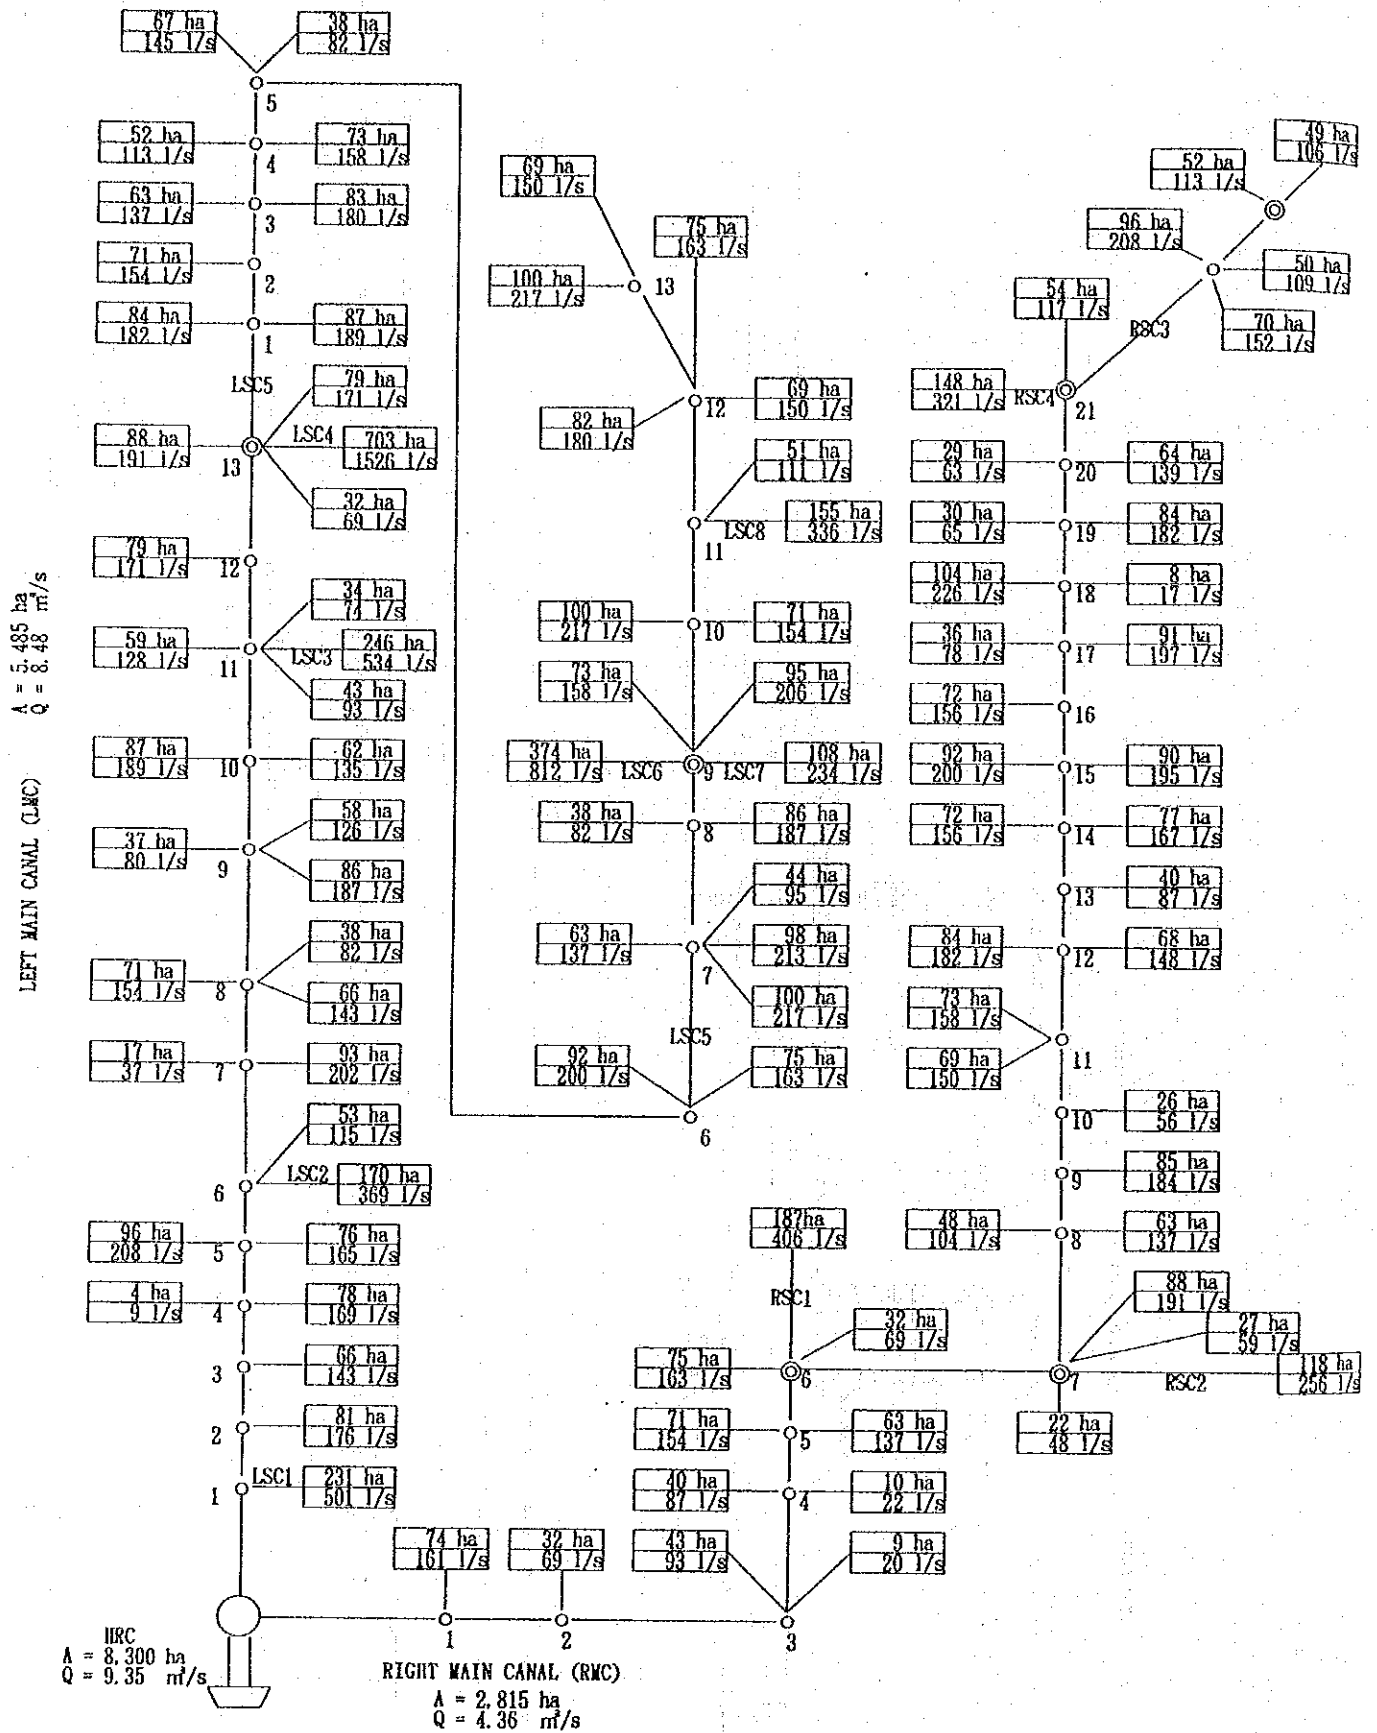 67 ha
145 l/s
38 ha
82 l/s
5
52 ha
113 l/s
73 ha
158 l/s
4
63 ha
137 l/s
83 ha
180 l/s
3
71 ha
154 l/s
2
84 ha
182 l/s
87 ha
189 l/s
1
LSC5
79 ha
171 l/s
88 ha
191 l/s
13
LSC4
703 ha
1526 l/s
32 ha
69 l/s
79 ha
171 l/s
12
34 ha
74 l/s
59 ha
128 l/s
11
LSC3
246 ha
534 l/s
43 ha
93 l/s
87 ha
189 l/s
10
62 ha
135 l/s
58 ha
126 l/s
37 ha
80 l/s
9
86 ha
187 l/s
38 ha
82 l/s
71 ha
154 l/s
8
66 ha
143 l/s
17 ha
37 l/s
7
93 ha
202 l/s
53 ha
115 l/s
6
LSC2
170 ha
369 l/s
96 ha
208 l/s
5
76 ha
165 l/s
4 ha
9 l/s
4
78 ha
169 l/s
3
66 ha
143 l/s
2
81 ha
176 l/s
1
LSC1
231 ha
501 l/s
LEFT MAIN CANAL (LMC)
A = 5.485 ha
Q = 8.48 m³/s
69 ha
150 l/s
75 ha
163 l/s
100 ha
217 l/s
13
69 ha
150 l/s
12
82 ha
180 l/s
51 ha
111 l/s
155 ha
336 l/s
LSC8
11
100 ha
217 l/s
10
71 ha
154 l/s
73 ha
158 l/s
95 ha
206 l/s
374 ha
812 l/s
LSC6
9
LSC7
108 ha
234 l/s
38 ha
82 l/s
8
86 ha
187 l/s
44 ha
95 l/s
63 ha
137 l/s
7
98 ha
213 l/s
100 ha
217 l/s
LSC5
92 ha
200 l/s
75 ha
163 l/s
6
49 ha
106 l/s
52 ha
113 l/s
96 ha
208 l/s
50 ha
109 l/s
70 ha
152 l/s
RSC3
54 ha
117 l/s
148 ha
321 l/s
RSC4
21
29 ha
63 l/s
20
64 ha
139 l/s
30 ha
65 l/s
19
84 ha
182 l/s
104 ha
226 l/s
18
8 ha
17 l/s
36 ha
78 l/s
17
91 ha
197 l/s
72 ha
156 l/s
16
92 ha
200 l/s
15
90 ha
195 l/s
72 ha
156 l/s
14
77 ha
167 l/s
13
40 ha
87 l/s
84 ha
182 l/s
12
68 ha
148 l/s
73 ha
158 l/s
69 ha
150 l/s
11
10
26 ha
56 l/s
9
85 ha
184 l/s
48 ha
104 l/s
8
63 ha
137 l/s
88 ha
191 l/s
27 ha
59 l/s
7
RSC2
118 ha
256 l/s
22 ha
48 l/s
187ha
406 l/s
RSC1
32 ha
69 l/s
75 ha
163 l/s
6
71 ha
154 l/s
5
63 ha
137 l/s
40 ha
87 l/s
4
10 ha
22 l/s
43 ha
93 l/s
9 ha
20 l/s
3
74 ha
161 l/s
1
32 ha
69 l/s
2
HRC
A = 8,300 ha
Q = 9.35 m³/s
RIGHT MAIN CANAL (RMC)
A = 2,815 ha
Q = 4.36 m³/s